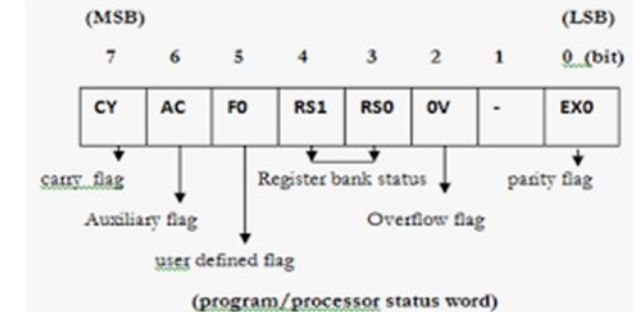 (MSB) (LSB)
7 6 5 4 3 2 1 0 (bit)
CY AC F0 RS1 RS0 0V - EX0
carry flag Register bank status parity flag
Auxiliary flag Overflow flag
user defined flag
(program/processor status word)